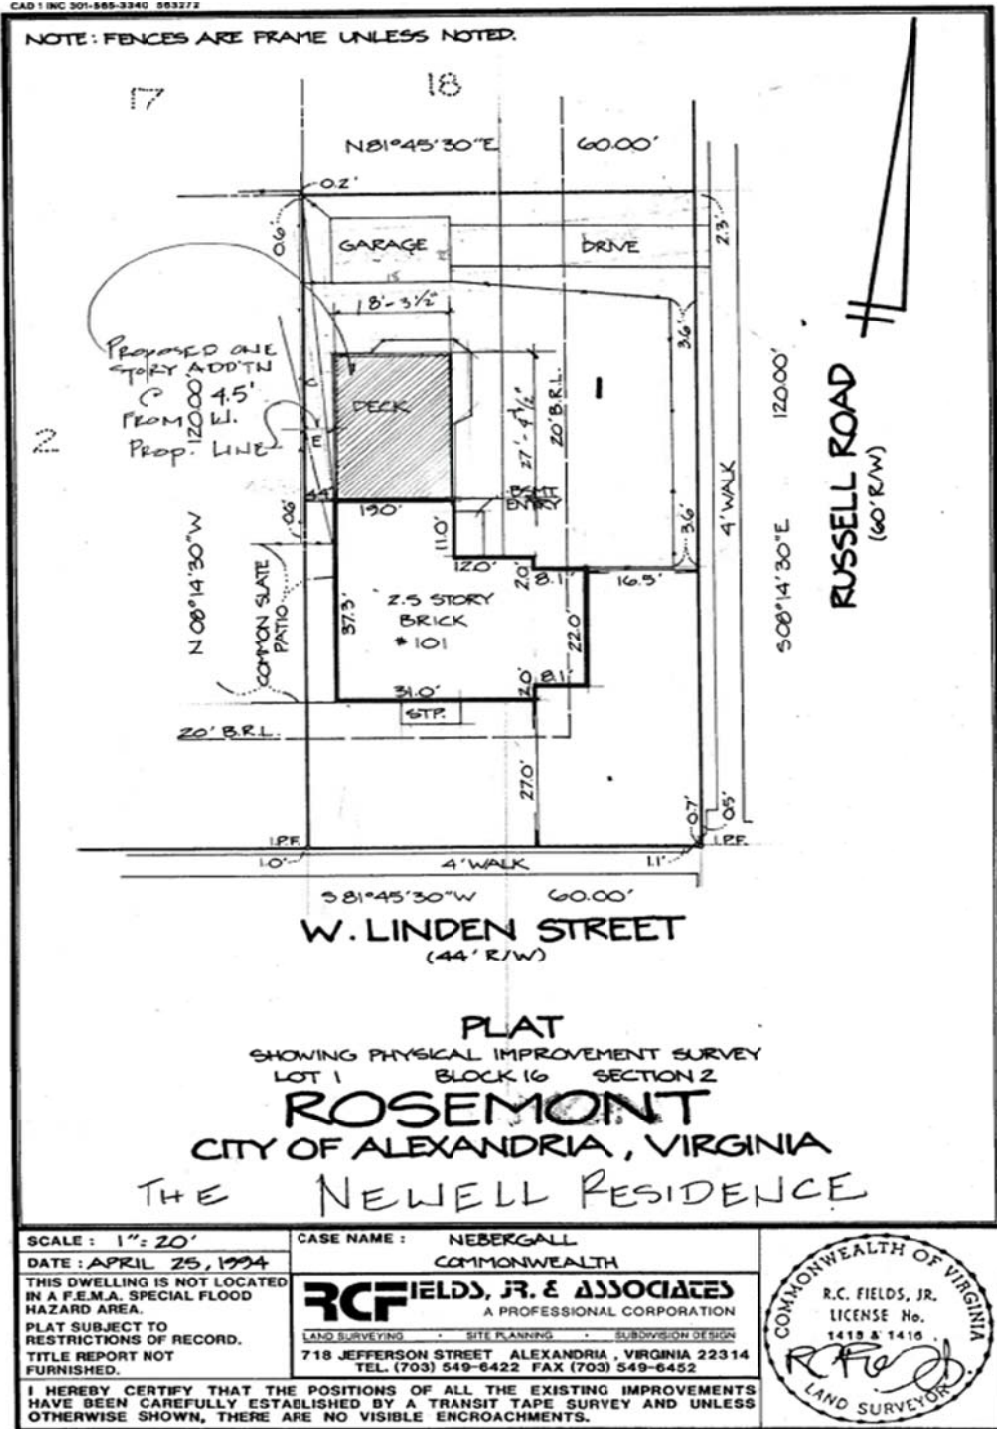 CAD 1 INC 301-565-3340 563272
NOTE: FENCES ARE FRAME UNLESS NOTED.
17
18
N81°45'30"E 60.00'
0.2'
0.6'
GARAGE
DRIVE
2.3'
18'-3½"
3.6'
PROPOSED ONE
STORY ADD'TN
@ 4.5'
FROM W.
PROP. LINE
120.00'
DECK
27'-4½"
20' B.R.L.
120.00'
RUSSELL ROAD
(60' R/W)
2
E
19.0'
0.6'
11.0'
BSMT
ENTRY
3.6'
4' WALK
N 08°14'30"W
S08°14'30"E
COMMON SLATE
PATIO
12.0'
2.0'
8.1'
16.5'
37.3'
2.5 STORY
BRICK
# 101
22.0'
31.0'
2.0'
8.1'
STP.
20' B.R.L.
27.0'
0.7'
0.5'
I.P.F.
I.P.F.
1.0'
4' WALK
1.1'
S 81°45'30"W 60.00'
W. LINDEN STREET
(44' R/W)
PLAT
SHOWING PHYSICAL IMPROVEMENT SURVEY
LOT 1 BLOCK 16 SECTION 2
ROSEMONT
CITY OF ALEXANDRIA, VIRGINIA
THE NEWELL RESIDENCE
SCALE: 1"= 20'
DATE: APRIL 25, 1994
THIS DWELLING IS NOT LOCATED
IN A F.E.M.A. SPECIAL FLOOD
HAZARD AREA.
PLAT SUBJECT TO
RESTRICTIONS OF RECORD.
TITLE REPORT NOT
FURNISHED.
CASE NAME: NEBERGALL
COMMONWEALTH
RCFIELDS, JR. & ASSOCIATES
A PROFESSIONAL CORPORATION
LAND SURVEYING · SITE PLANNING · SUBDIVISION DESIGN
718 JEFFERSON STREET ALEXANDRIA, VIRGINIA 22314
TEL. (703) 549-6422 FAX (703) 549-6452
I HEREBY CERTIFY THAT THE POSITIONS OF ALL THE EXISTING IMPROVEMENTS
HAVE BEEN CAREFULLY ESTABLISHED BY A TRANSIT TAPE SURVEY AND UNLESS
OTHERWISE SHOWN, THERE ARE NO VISIBLE ENCROACHMENTS.
COMMONWEALTH OF VIRGINIA
R.C. FIELDS, JR.
LICENSE No.
1415 & 1416
LAND SURVEYOR